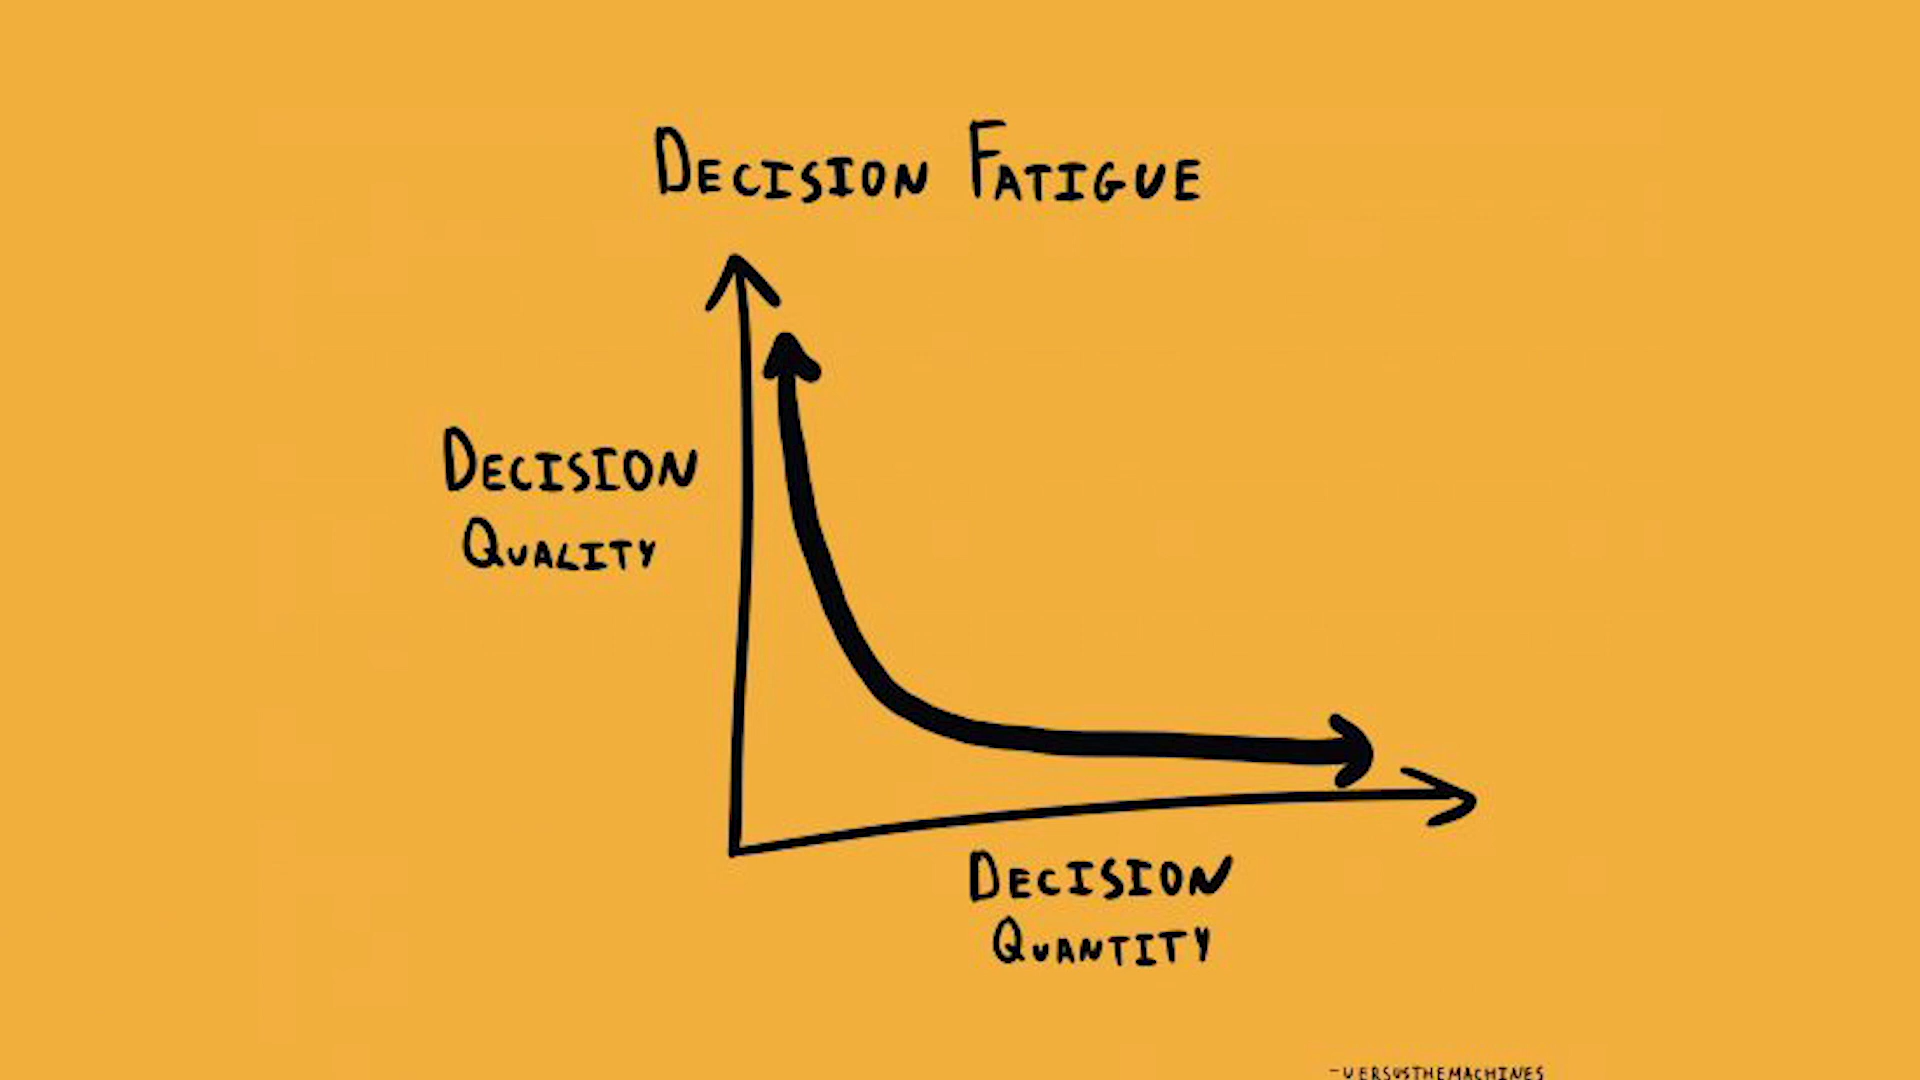 DECISION FATIGUE
DECISION
QUALITY
DECISION
QUANTITY
-VERSUSTHEMACHINES